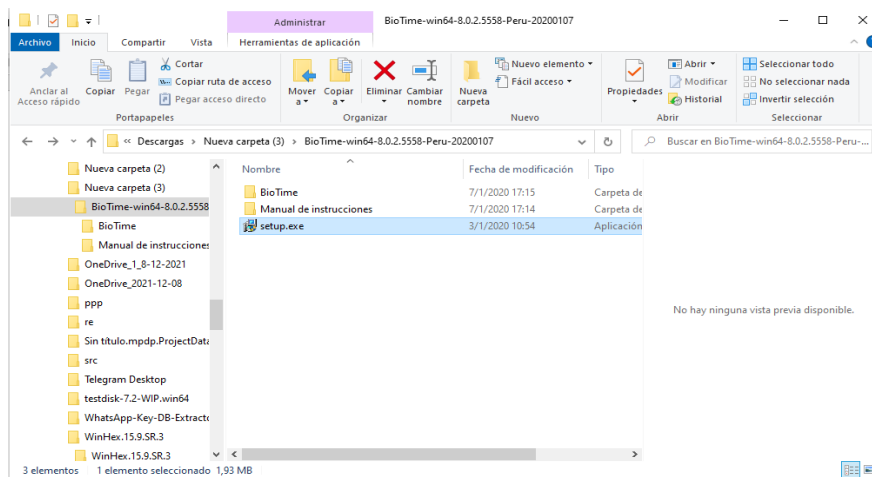 Administrar
BioTime-win64-8.0.2.5558-Peru-20200107
Archivo Inicio Compartir Vista Herramientas de aplicación
Anclar al Acceso rápido
Copiar
Pegar
Cortar
Copiar ruta de acceso
Pegar acceso directo
Portapapeles
Mover a
Copiar a
Eliminar
Cambiar nombre
Organizar
Nueva carpeta
Nuevo elemento
Fácil acceso
Nuevo
Propiedades
Abrir
Modificar
Historial
Abrir
Seleccionar todo
No seleccionar nada
Invertir selección
Seleccionar
« Descargas › Nueva carpeta (3) › BioTime-win64-8.0.2.5558-Peru-20200107
Buscar en BioTime-win64-8.0.2.5558-Peru-...
Nueva carpeta (2)
Nueva carpeta (3)
BioTime-win64-8.0.2.5558
BioTime
Manual de instrucciones
OneDrive_1_8-12-2021
OneDrive_2021-12-08
ppp
re
Sin título.mpdp.ProjectData
src
Telegram Desktop
testdisk-7.2-WIP.win64
WhatsApp-Key-DB-Extracto
WinHex.15.9.SR.3
WinHex.15.9.SR.3
Nombre Fecha de modificación Tipo
BioTime 7/1/2020 17:15 Carpeta de
Manual de instrucciones 7/1/2020 17:14 Carpeta de
setup.exe 3/1/2020 10:54 Aplicación
No hay ninguna vista previa disponible.
3 elementos 1 elemento seleccionado 1,93 MB